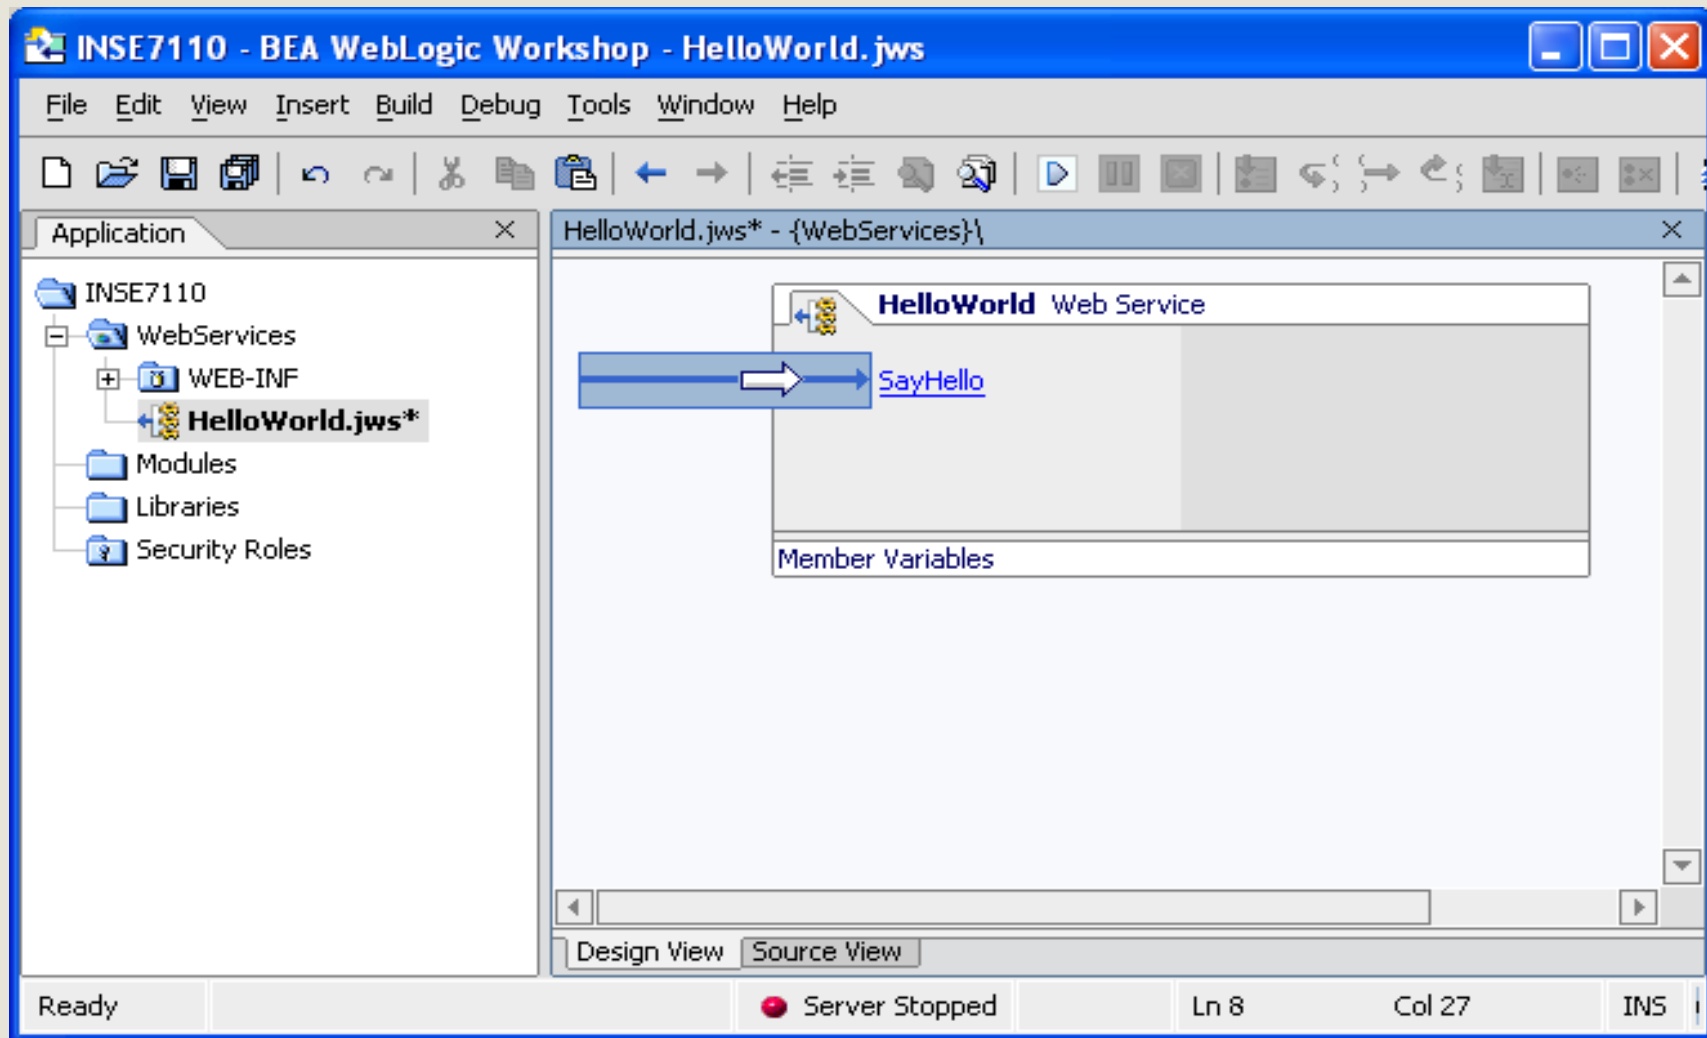 INSE7110 - BEA WebLogic Workshop - HelloWorld.jws
File Edit View Insert Build Debug Tools Window Help
Application
HelloWorld.jws* - {WebServices}\
INSE7110
WebServices
WEB-INF
HelloWorld.jws*
Modules
Libraries
Security Roles
HelloWorld Web Service
SayHello
Member Variables
Design View Source View
Ready Server Stopped Ln 8 Col 27 INS